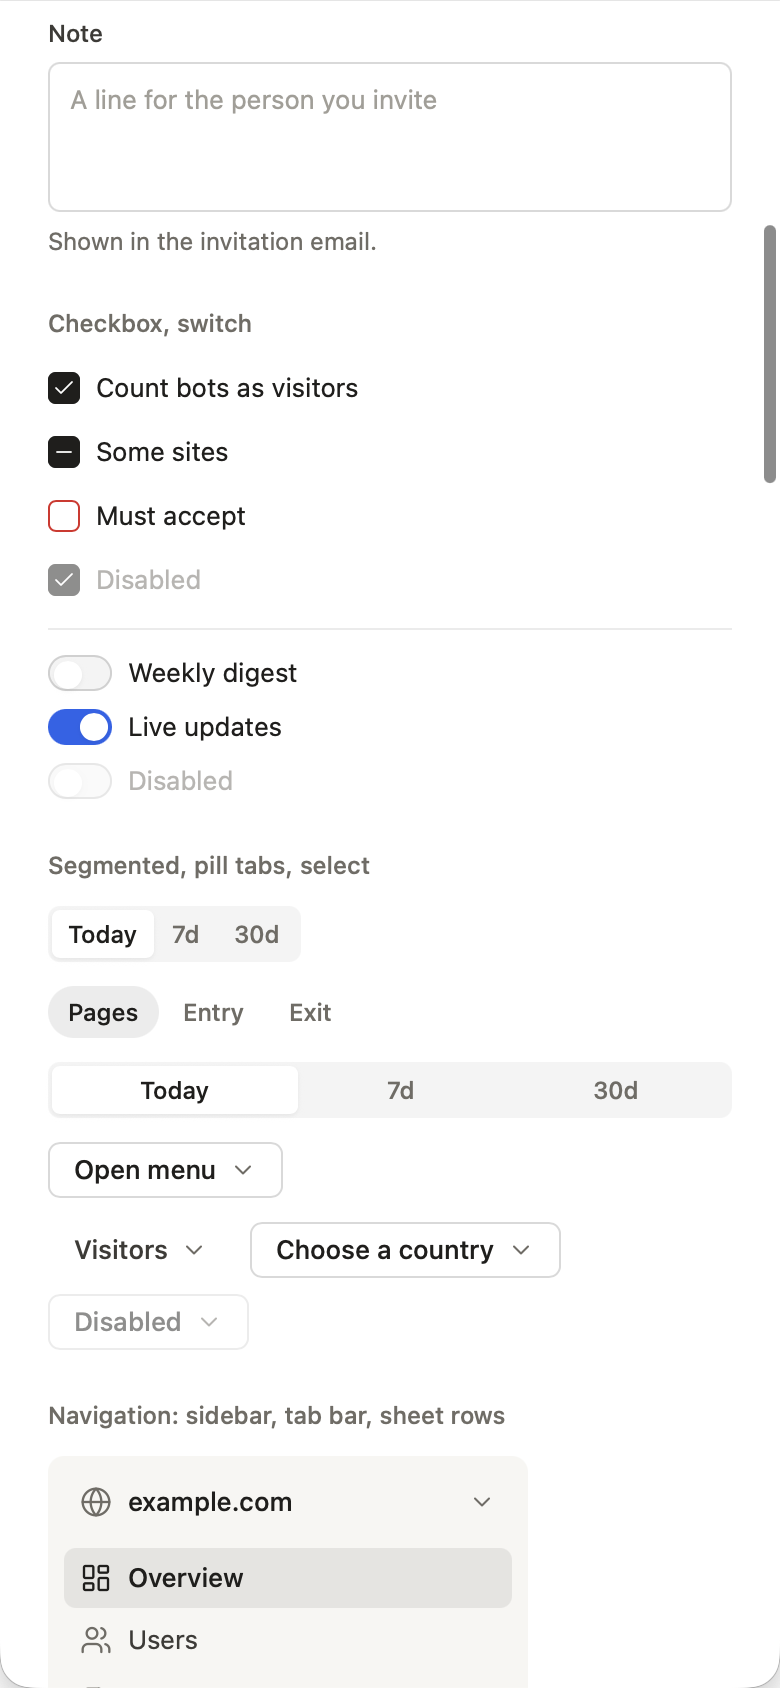 Note
A line for the person you invite
Shown in the invitation email.
Checkbox, switch
Count bots as visitors
Some sites
Must accept
Disabled
Weekly digest
Live updates
Disabled
Segmented, pill tabs, select
Today 7d 30d
Pages Entry Exit
Today 7d 30d
Open menu
Visitors Choose a country
Disabled
Navigation: sidebar, tab bar, sheet rows
example.com
Overview
Users